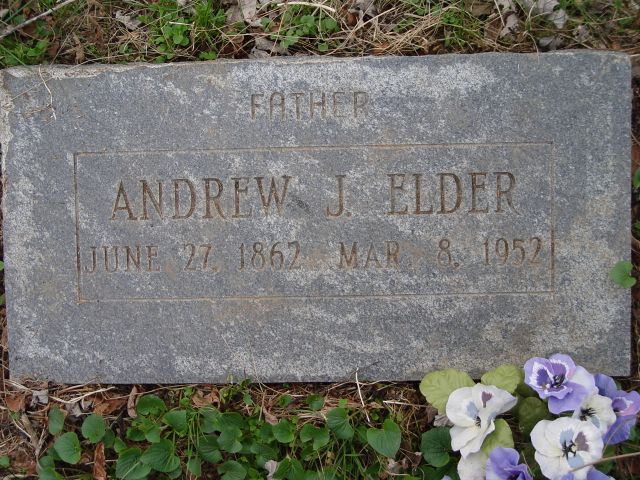 FATHER
ANDREW J. ELDER
JUNE 27, 1862 MAR. 8, 1952